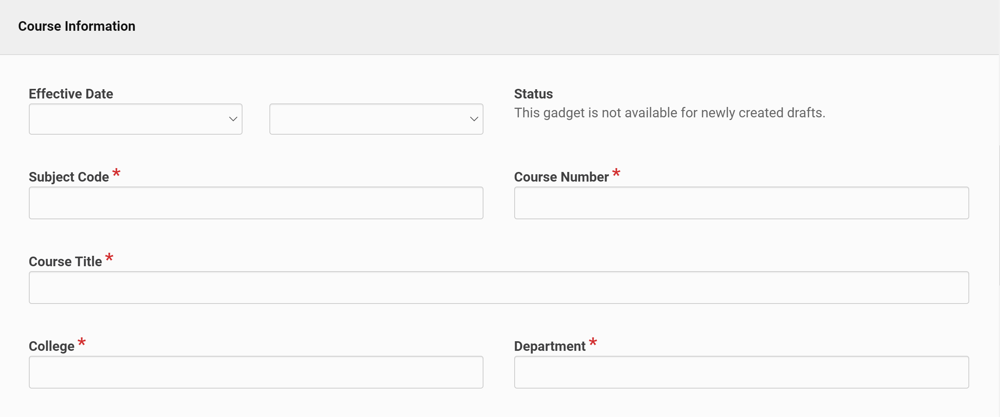 Course Information
Effective Date
Status
This gadget is not available for newly created drafts.
Subject Code *
Course Number *
Course Title *
College *
Department *